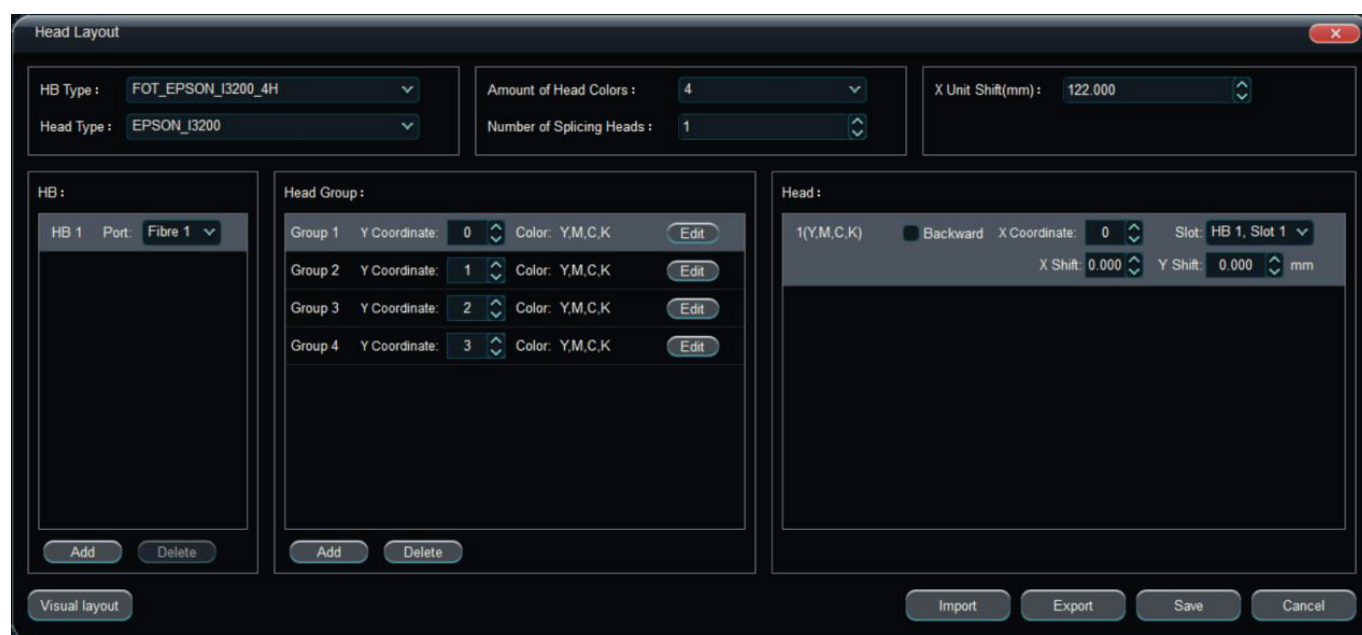 Head Layout
HB Type : FOT_EPSON_I3200_4H
Head Type : EPSON_I3200
Amount of Head Colors : 4
Number of Splicing Heads : 1
X Unit Shift(mm) : 122.000
HB :
HB 1 Port: Fibre 1
Add Delete
Head Group :
Group 1 Y Coordinate: 0 Color: Y,M,C,K Edit
Group 2 Y Coordinate: 1 Color: Y,M,C,K Edit
Group 3 Y Coordinate: 2 Color: Y,M,C,K Edit
Group 4 Y Coordinate: 3 Color: Y,M,C,K Edit
Add Delete
Head :
1(Y,M,C,K) Backward X Coordinate: 0 Slot: HB 1, Slot 1
X Shift: 0.000 Y Shift: 0.000 mm
Visual layout Import Export Save Cancel